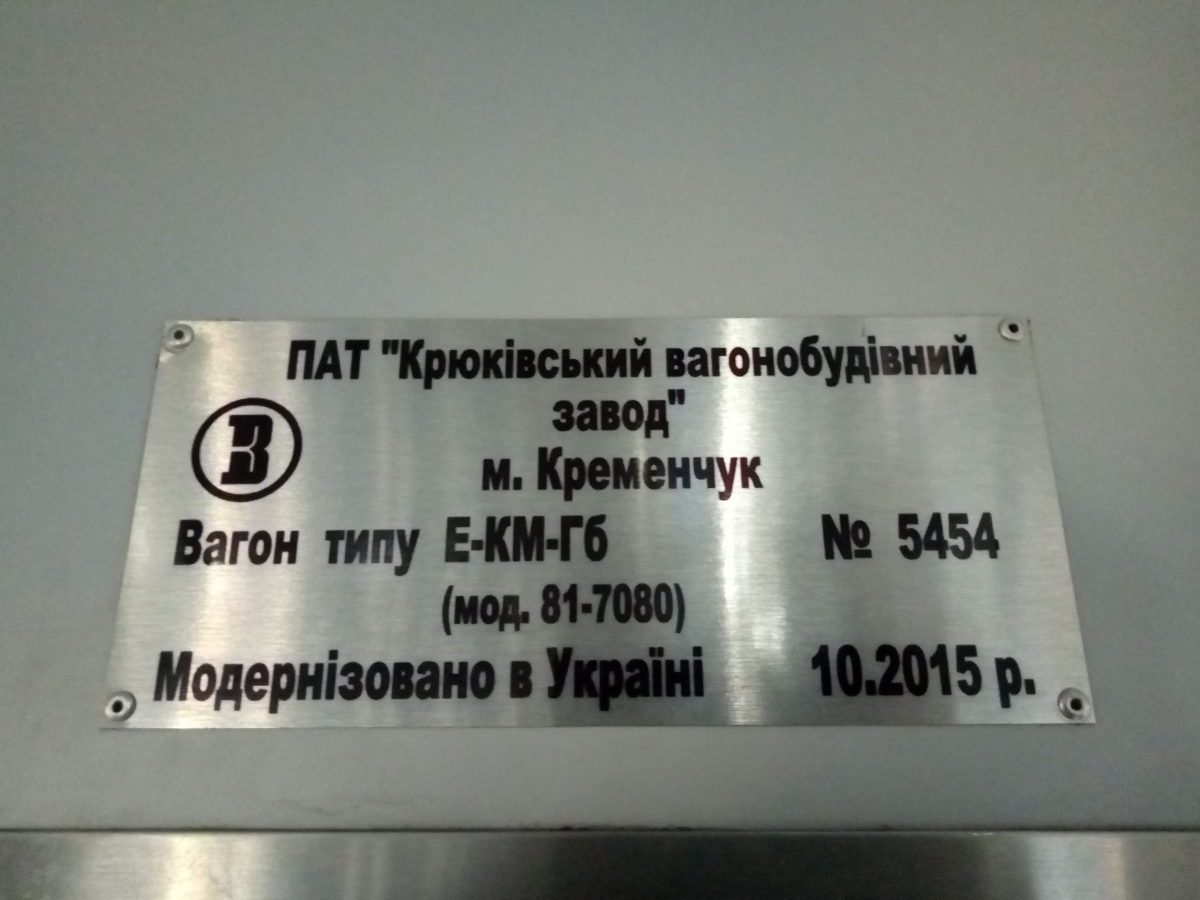 ПАТ "Крюківський вагонобудівний
завод"
м. Кременчук
Вагон типу Е-КМ-Гб № 5454
(мод. 81-7080)
Модернізовано в Україні 10.2015 р.